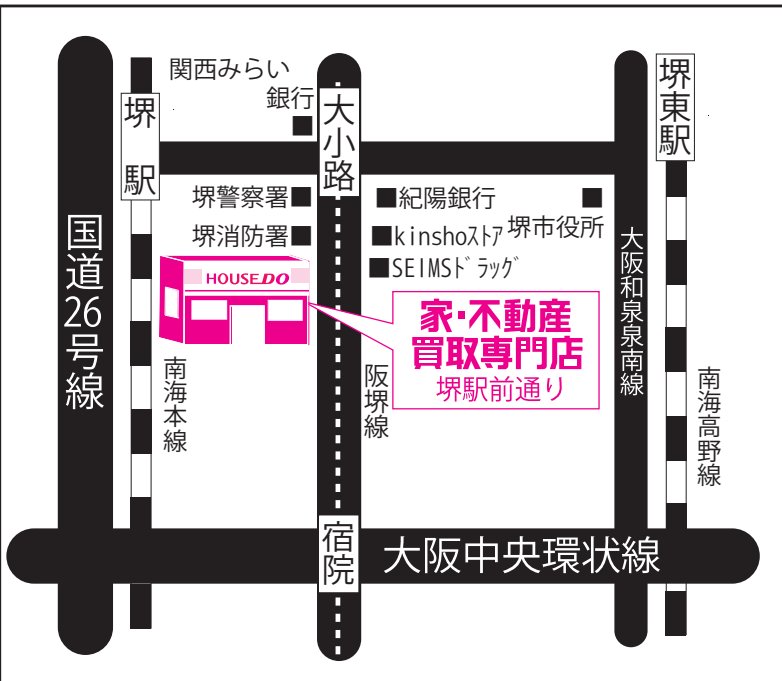 関西みらい
銀行
堺駅
大小路
堺東駅
堺警察署
紀陽銀行
堺消防署
kinshoｽﾄｱ
堺市役所
SEIMSﾄﾞﾗｯｸﾞ
国道26号線
HOUSEDO
家・不動産
買取専門店
堺駅前通り
大阪和泉泉南線
南海本線
阪堺線
南海高野線
宿院
大阪中央環状線